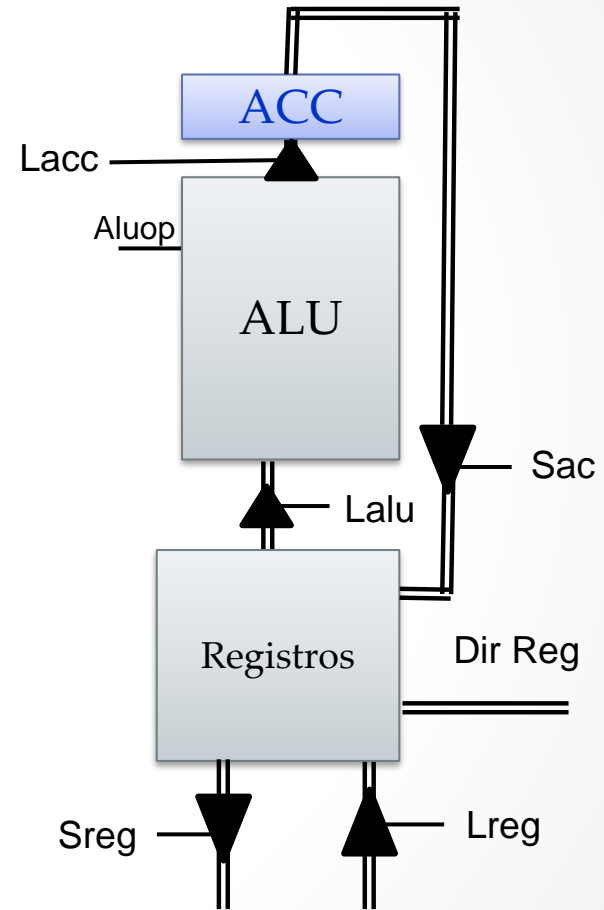 ACC
Lacc
Aluop
ALU
Sac
Lalu
Registros
Dir Reg
Sreg
Lreg